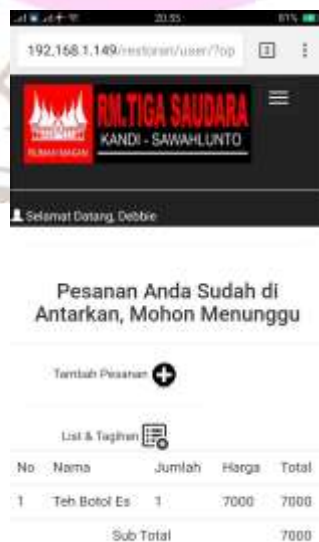 20.55
81%
192.168.1.149/restoran/user/?op
RM.TIGA SAUDARA
KANDI - SAWAHLUNTO
RUMAH MAKAN
Selamat Datang, Debbie
Pesanan Anda Sudah di
Antarkan, Mohon Menunggu
Tambah Pesanan
List & Tagihan
No Nama Jumlah Harga Total
1 Teh Botol Es 1 7000 7000
Sub Total 7000